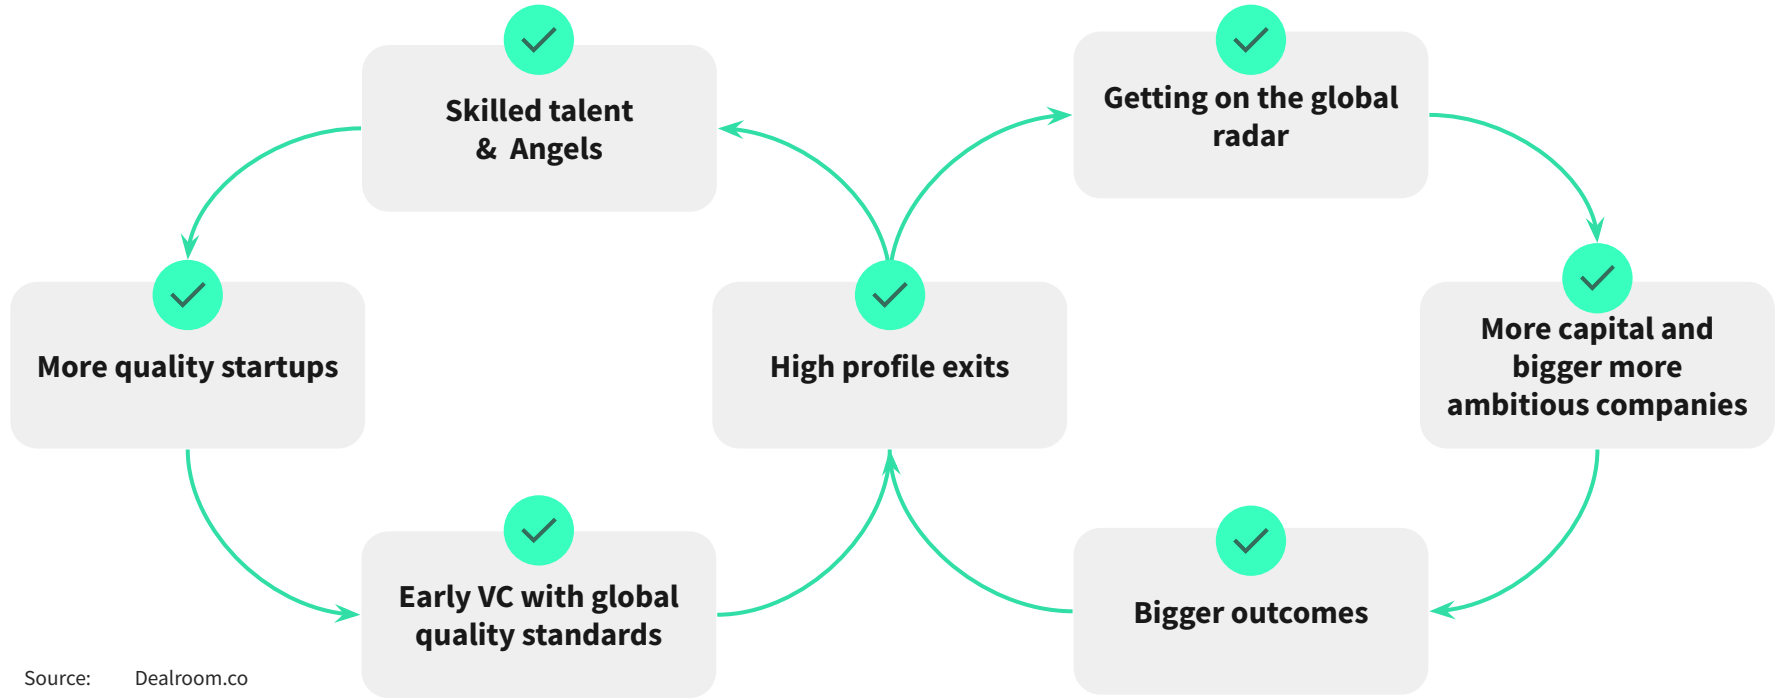 Skilled talent
& Angels
Getting on the global
radar
More quality startups
High profile exits
More capital and
bigger more
ambitious companies
Early VC with global
quality standards
Bigger outcomes
Source: Dealroom.co